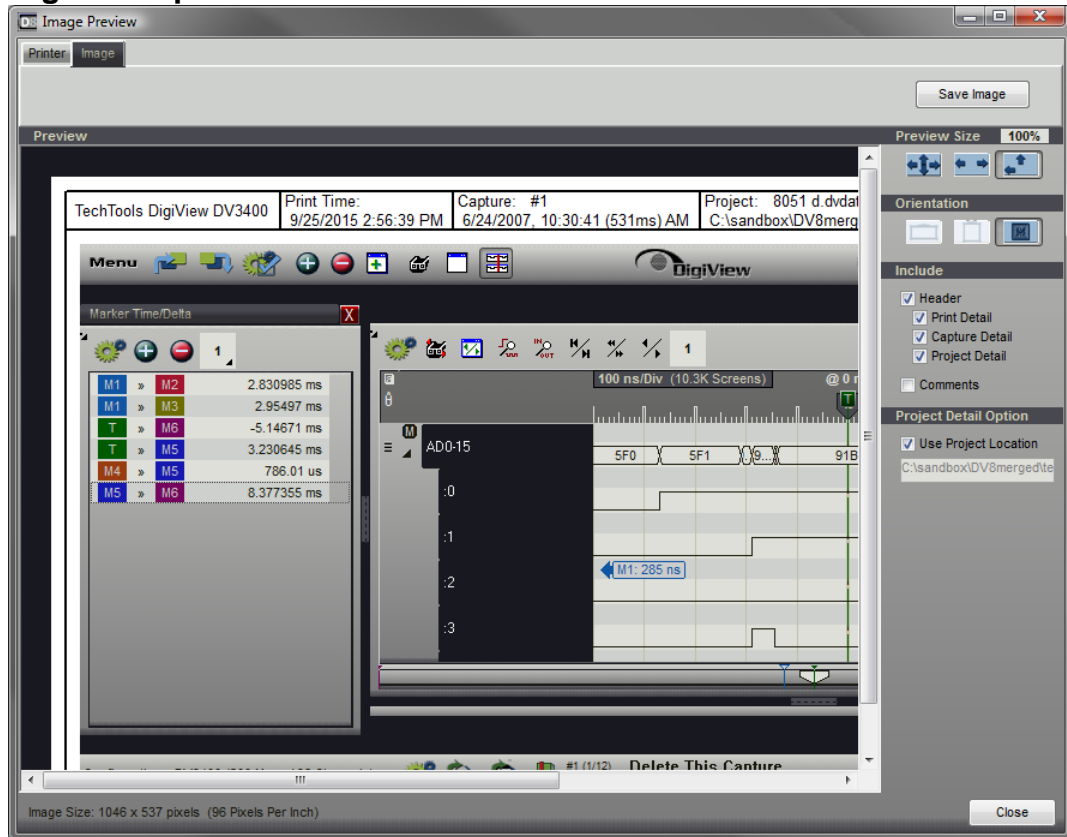 Image Preview
Printer Image
Save Image
Preview
Preview Size 100%
TechTools DigiView DV3400
Print Time:
9/25/2015 2:56:39 PM
Capture: #1
6/24/2007, 10:30:41 (531ms) AM
Project: 8051 d.dvdat
C:\sandbox\DV8merg
Orientation
Menu
DigiView
Include
Header
Print Detail
Capture Detail
Project Detail
Comments
Project Detail Option
Use Project Location
C:\sandbox\DV8merged\te
Marker Time/Delta X
1
M1 » M2 2.830985 ms
M1 » M3 2.95497 ms
T » M6 -5.14671 ms
T » M5 3.230645 ms
M4 » M5 786.01 us
M5 » M6 8.377355 ms
IN OUT 1
100 ns/Div (10.3K Screens) @ 0
T
M
AD0-15
5F0 5F1 9... 91B
:0
:1
M1: 285 ns
:2
:3
#1 (1/12) Delete This Capture
Image Size: 1046 x 537 pixels (96 Pixels Per Inch)
Close